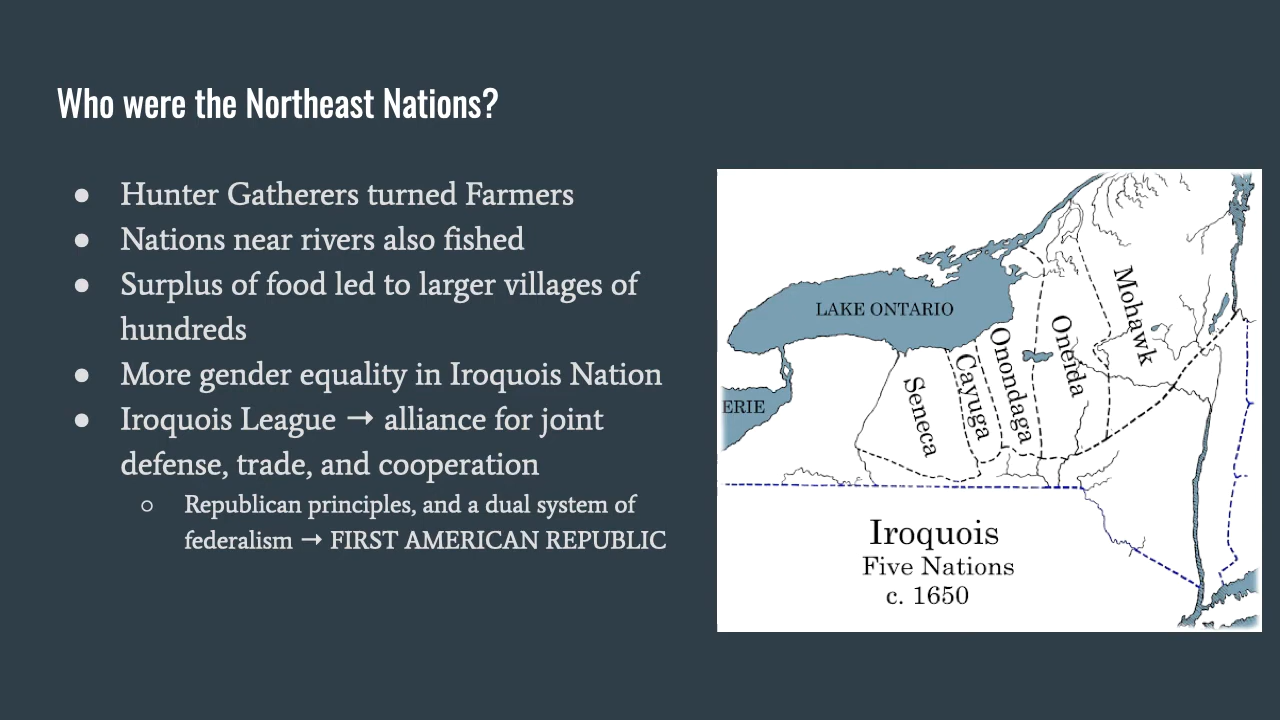 Who were the Northeast Nations?
● Hunter Gatherers turned Farmers
● Nations near rivers also fished
● Surplus of food led to larger villages of
hundreds
● More gender equality in Iroquois Nation
● Iroquois League → alliance for joint
defense, trade, and cooperation
○ Republican principles, and a dual system of
federalism → FIRST AMERICAN REPUBLIC
LAKE ONTARIO
ERIE
Seneca
Cayuga
Onondaga
Oneida
Mohawk
Iroquois
Five Nations
c. 1650